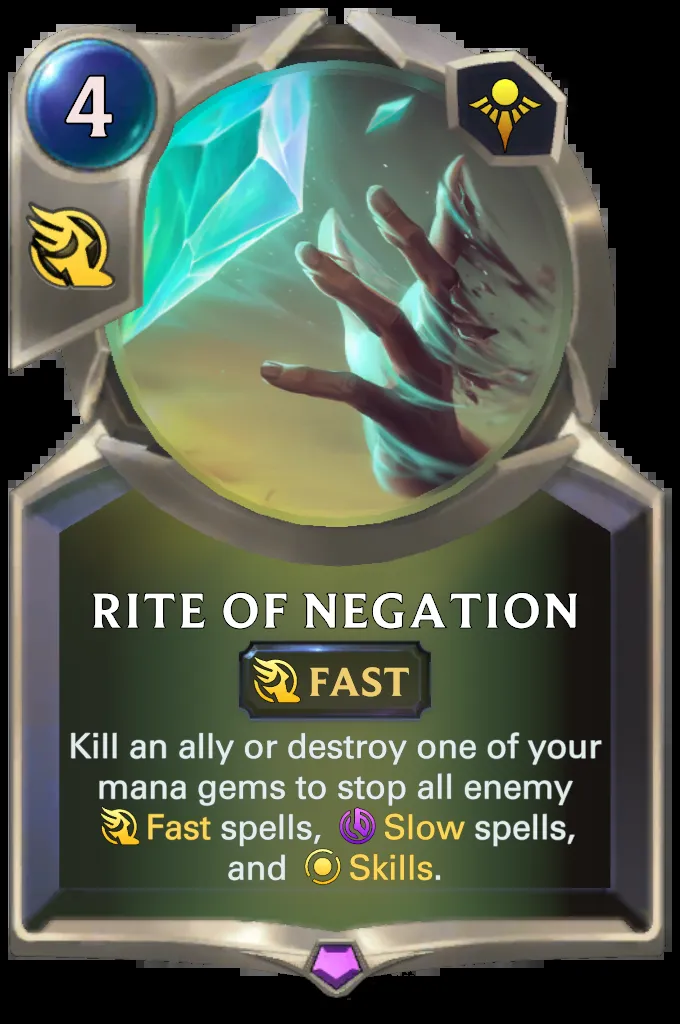 4
RITE OF NEGATION
FAST
Kill an ally or destroy one of your
mana gems to stop all enemy
Fast spells, Slow spells,
and Skills.